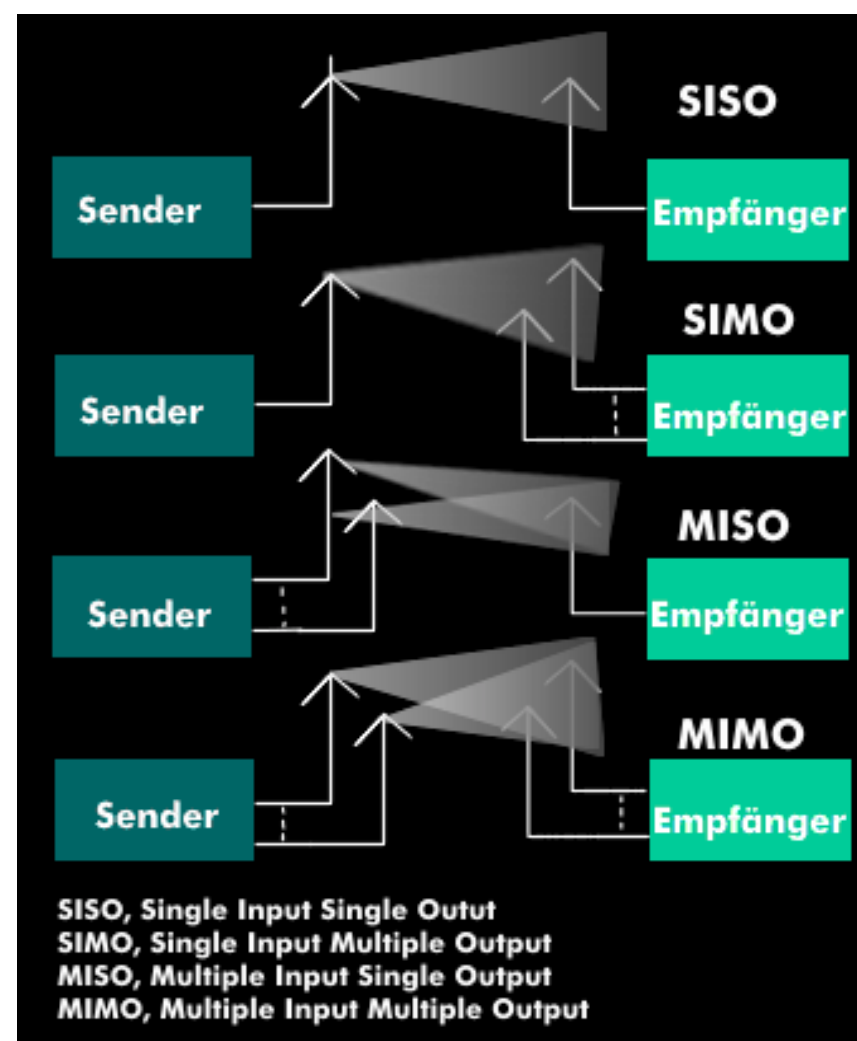 SISO
Sender
Empfänger
SIMO
Sender
Empfänger
MISO
Sender
Empfänger
MIMO
Sender
Empfänger
SISO, Single Input Single Outut
SIMO, Single Input Multiple Output
MISO, Multiple Input Single Output
MIMO, Multiple Input Multiple Output